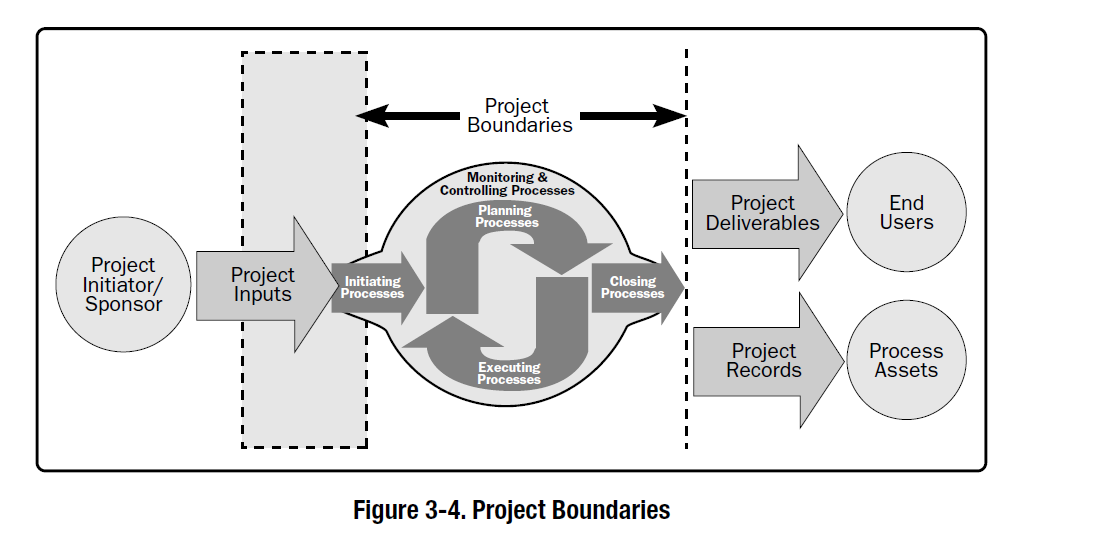 Project
Boundaries
Monitoring &
Controlling Processes
Planning
Processes
Project
Initiator/
Sponsor
Project
Inputs
Initiating
Processes
Closing
Processes
Executing
Processes
Project
Deliverables
End
Users
Project
Records
Process
Assets
Figure 3-4. Project Boundaries